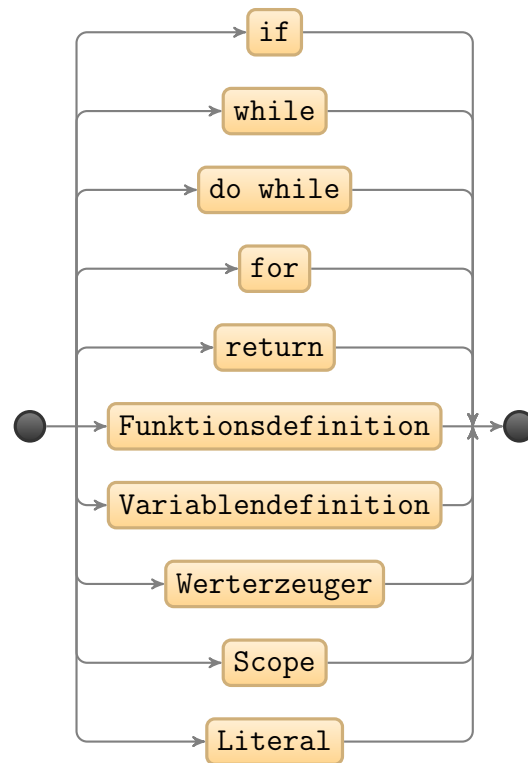 if
while
do while
for
return
Funktionsdefinition
Variablendefinition
Werterzeuger
Scope
Literal